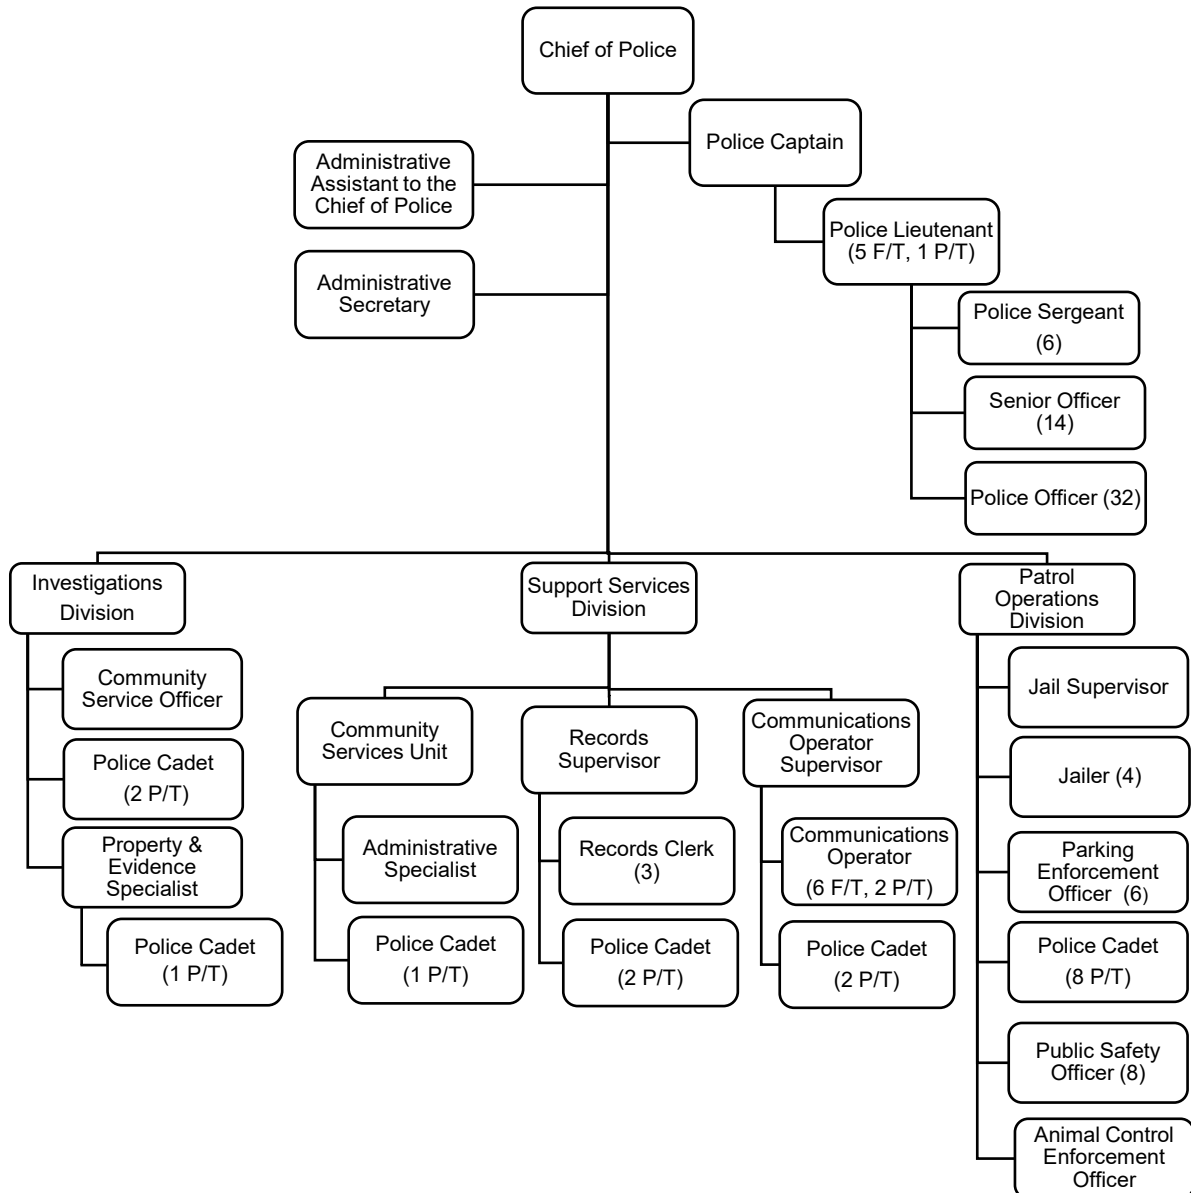 Chief of Police
Police Captain
Administrative
Assistant to the
Chief of Police
Police Lieutenant
(5 F/T, 1 P/T)
Administrative
Secretary
Police Sergeant
(6)
Senior Officer
(14)
Police Officer (32)
Investigations
Division
Community
Service Officer
Police Cadet
(2 P/T)
Property &
Evidence
Specialist
Police Cadet
(1 P/T)
Support Services
Division
Community
Services Unit
Administrative
Specialist
Police Cadet
(1 P/T)
Records
Supervisor
Records Clerk
(3)
Police Cadet
(2 P/T)
Communications
Operator
Supervisor
Communications
Operator
(6 F/T, 2 P/T)
Police Cadet
(2 P/T)
Patrol
Operations
Division
Jail Supervisor
Jailer (4)
Parking
Enforcement
Officer (6)
Police Cadet
(8 P/T)
Public Safety
Officer (8)
Animal Control
Enforcement
Officer